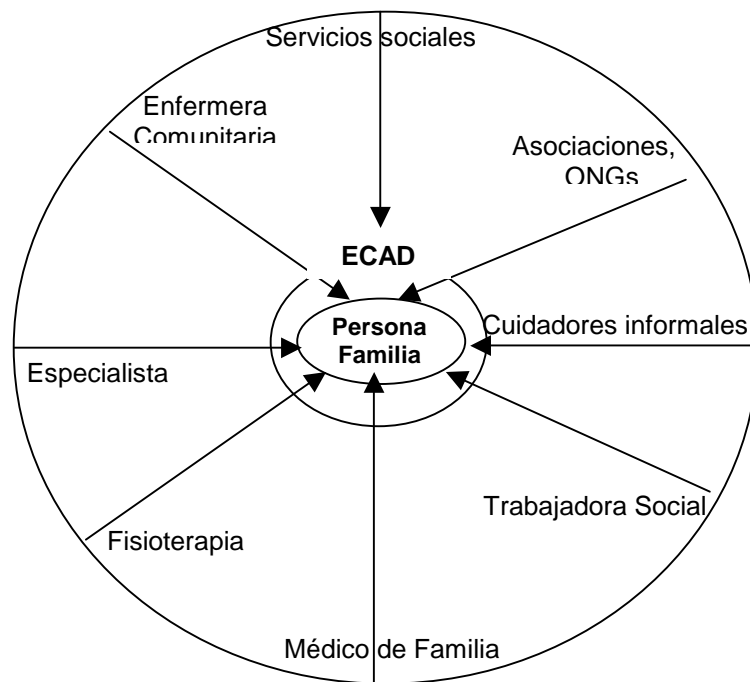 Servicios sociales
Enfermera
Comunitaria
Asociaciones,
ONGs
ECAD
Persona
Familia
Cuidadores informales
Especialista
Trabajadora Social
Fisioterapia
Médico de Familia